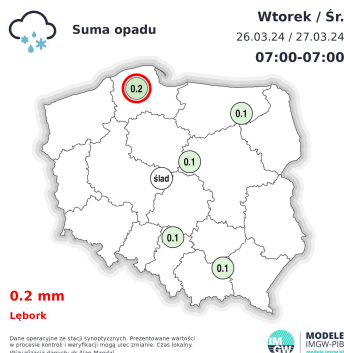 Suma opadu
Wtorek / Śr.
26.03.24 / 27.03.24
07:00-07:00
0.2
0.1
0.1
ślad
0.1
0.1
0.2 mm
Lębork
Dane operacyjne ze stacji synoptycznych. Prezentowane wartości
w procesie kontroli i weryfikacji mogą ulec zmianie. Czas lokalny.
IM
GW
MODELE
IMGW-PIB